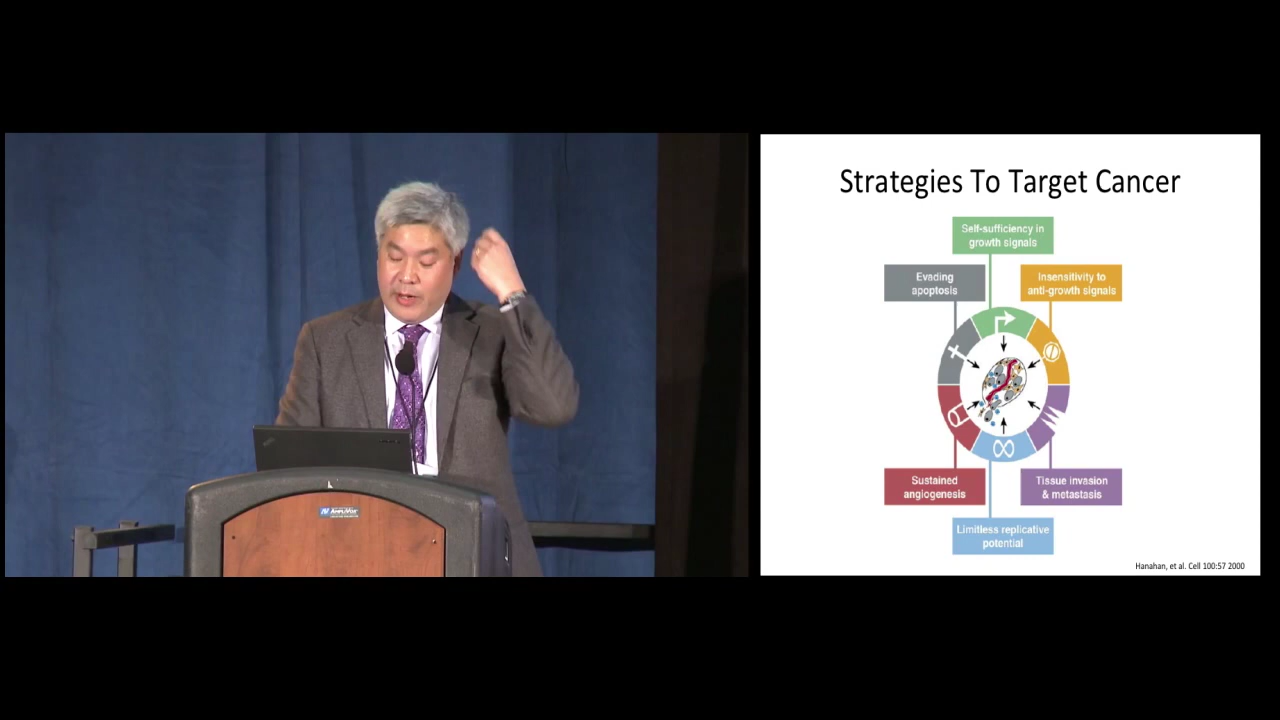 Strategies To Target Cancer
Self-sufficiency in
growth signals
Evading
apoptosis
Insensitivity to
anti-growth signals
Sustained
angiogenesis
Tissue invasion
& metastasis
Limitless replicative
potential
Hanahan, et al. Cell 100:57 2000
AmpliVox